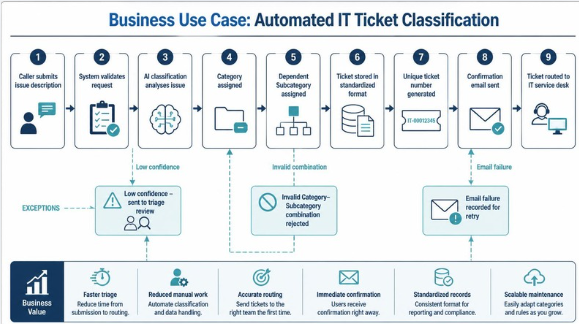 Business Use Case: Automated IT Ticket Classification
1
Caller submits
issue description
2
System validates
request
3
AI classification
analyses issue
4
Category
assigned
5
Dependent
Subcategory
assigned
6
Ticket stored in
standardized
format
7
Unique ticket
number
generated
IT-00012345
8
Confirmation
email sent
9
Ticket routed to
IT service desk
Low confidence
Invalid combination
Email failure
EXCEPTIONS
Low confidence –
sent to triage
review
Invalid Category–
Subcategory
combination
rejected
Email failure
recorded for
retry
Business
Value
Faster triage
Reduce time from
submission to routing.
Reduced manual work
Automate classification
and data handling.
Accurate routing
Send tickets to the
right team the first time.
Immediate confirmation
Users receive
confirmation right away.
Standardized records
Consistent format for
reporting and compliance.
Scalable maintenance
Easily adapt categories
and rules as you grow.